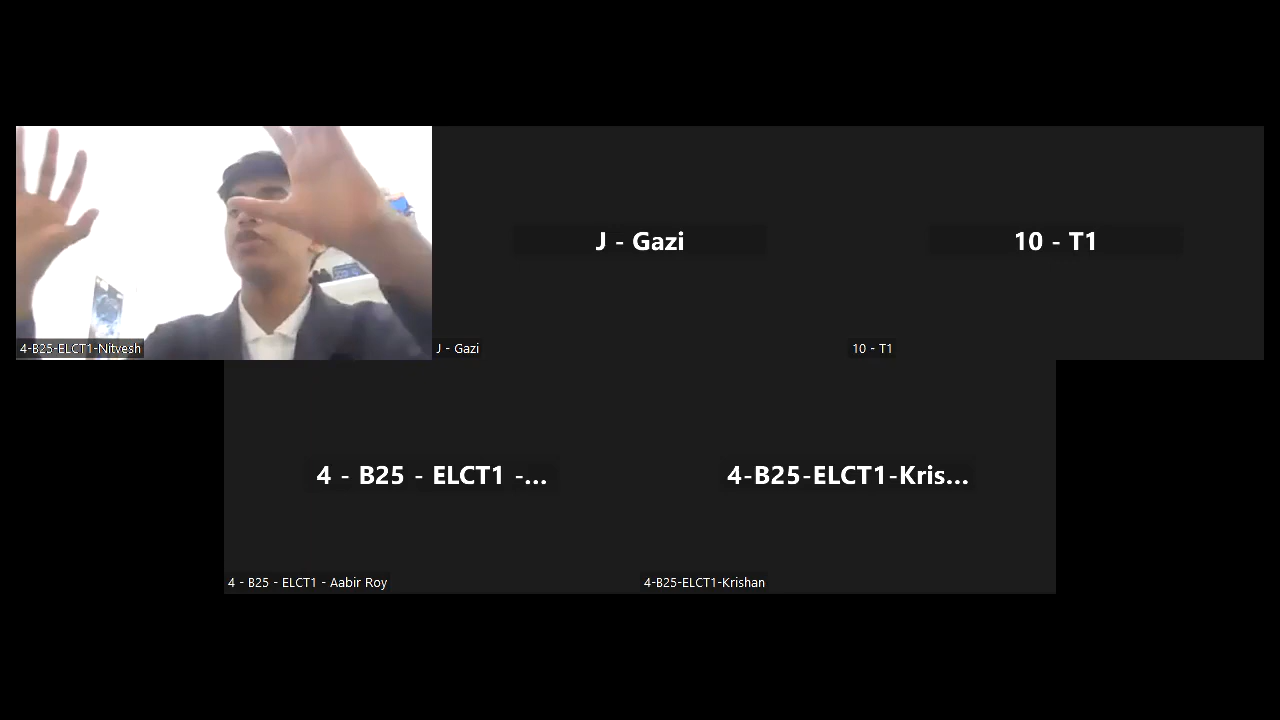 J - Gazi
10 - T1
4-B25-ELCT1-Nitvesh
J - Gazi
10 - T1
4 - B25 - ELCT1 -...
4-B25-ELCT1-Kris...
4 - B25 - ELCT1 - Aabir Roy
4-B25-ELCT1-Krishan